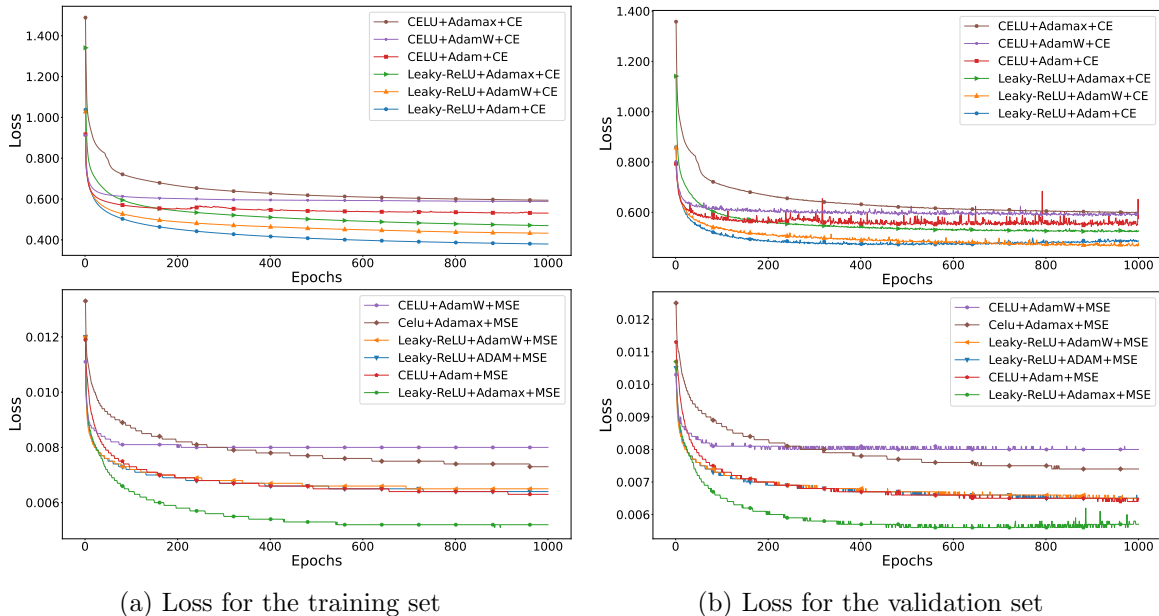 1.400
1.200
1.000
0.800
0.600
0.400
Loss
0 200 400 600 800 1000
Epochs
CELU+Adamax+CE
CELU+AdamW+CE
CELU+Adam+CE
Leaky-ReLU+Adamax+CE
Leaky-ReLU+AdamW+CE
Leaky-ReLU+Adam+CE
1.400
1.200
1.000
0.800
0.600
Loss
0 200 400 600 800 1000
Epochs
CELU+Adamax+CE
CELU+AdamW+CE
CELU+Adam+CE
Leaky-ReLU+Adamax+CE
Leaky-ReLU+AdamW+CE
Leaky-ReLU+Adam+CE
0.012
0.010
0.008
0.006
Loss
0 200 400 600 800 1000
Epochs
CELU+AdamW+MSE
Celu+Adamax+MSE
Leaky-ReLU+AdamW+MSE
Leaky-ReLU+ADAM+MSE
CELU+Adam+MSE
Leaky-ReLU+Adamax+MSE
0.012
0.011
0.010
0.009
0.008
0.007
0.006
Loss
0 200 400 600 800 1000
Epochs
CELU+AdamW+MSE
Celu+Adamax+MSE
Leaky-ReLU+AdamW+MSE
Leaky-ReLU+ADAM+MSE
CELU+Adam+MSE
Leaky-ReLU+Adamax+MSE
(a) Loss for the training set
(b) Loss for the validation set